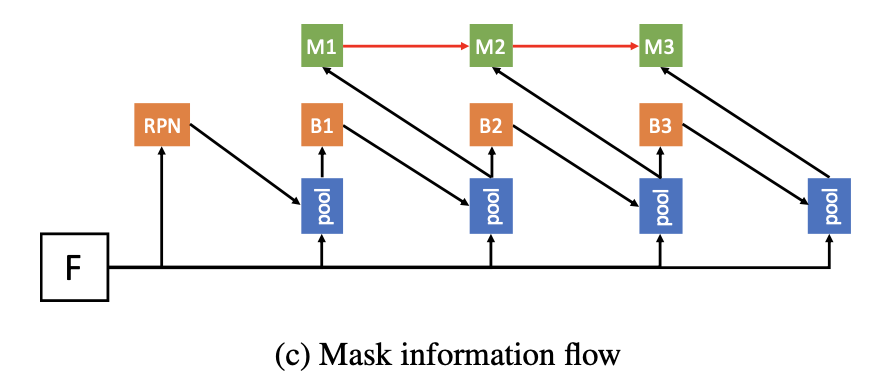 M1 M2 M3
RPN B1 B2 B3
pool pool pool pool
F
(c) Mask information flow